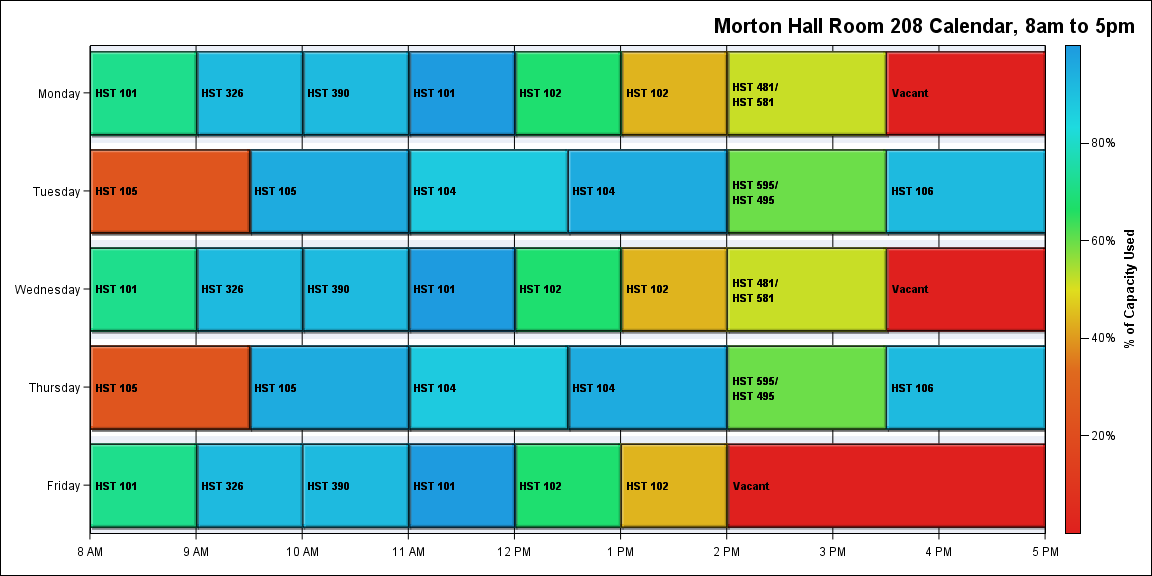 Morton Hall Room 208 Calendar, 8am to 5pm
Monday
HST 101
HST 326
HST 390
HST 101
HST 102
HST 102
HST 481/
HST 581
Vacant
Tuesday
HST 105
HST 105
HST 104
HST 104
HST 595/
HST 495
HST 106
Wednesday
HST 101
HST 326
HST 390
HST 101
HST 102
HST 102
HST 481/
HST 581
Vacant
Thursday
HST 105
HST 105
HST 104
HST 104
HST 595/
HST 495
HST 106
Friday
HST 101
HST 326
HST 390
HST 101
HST 102
HST 102
Vacant
8 AM
9 AM
10 AM
11 AM
12 PM
1 PM
2 PM
3 PM
4 PM
5 PM
80%
60%
40%
20%
% of Capacity Used